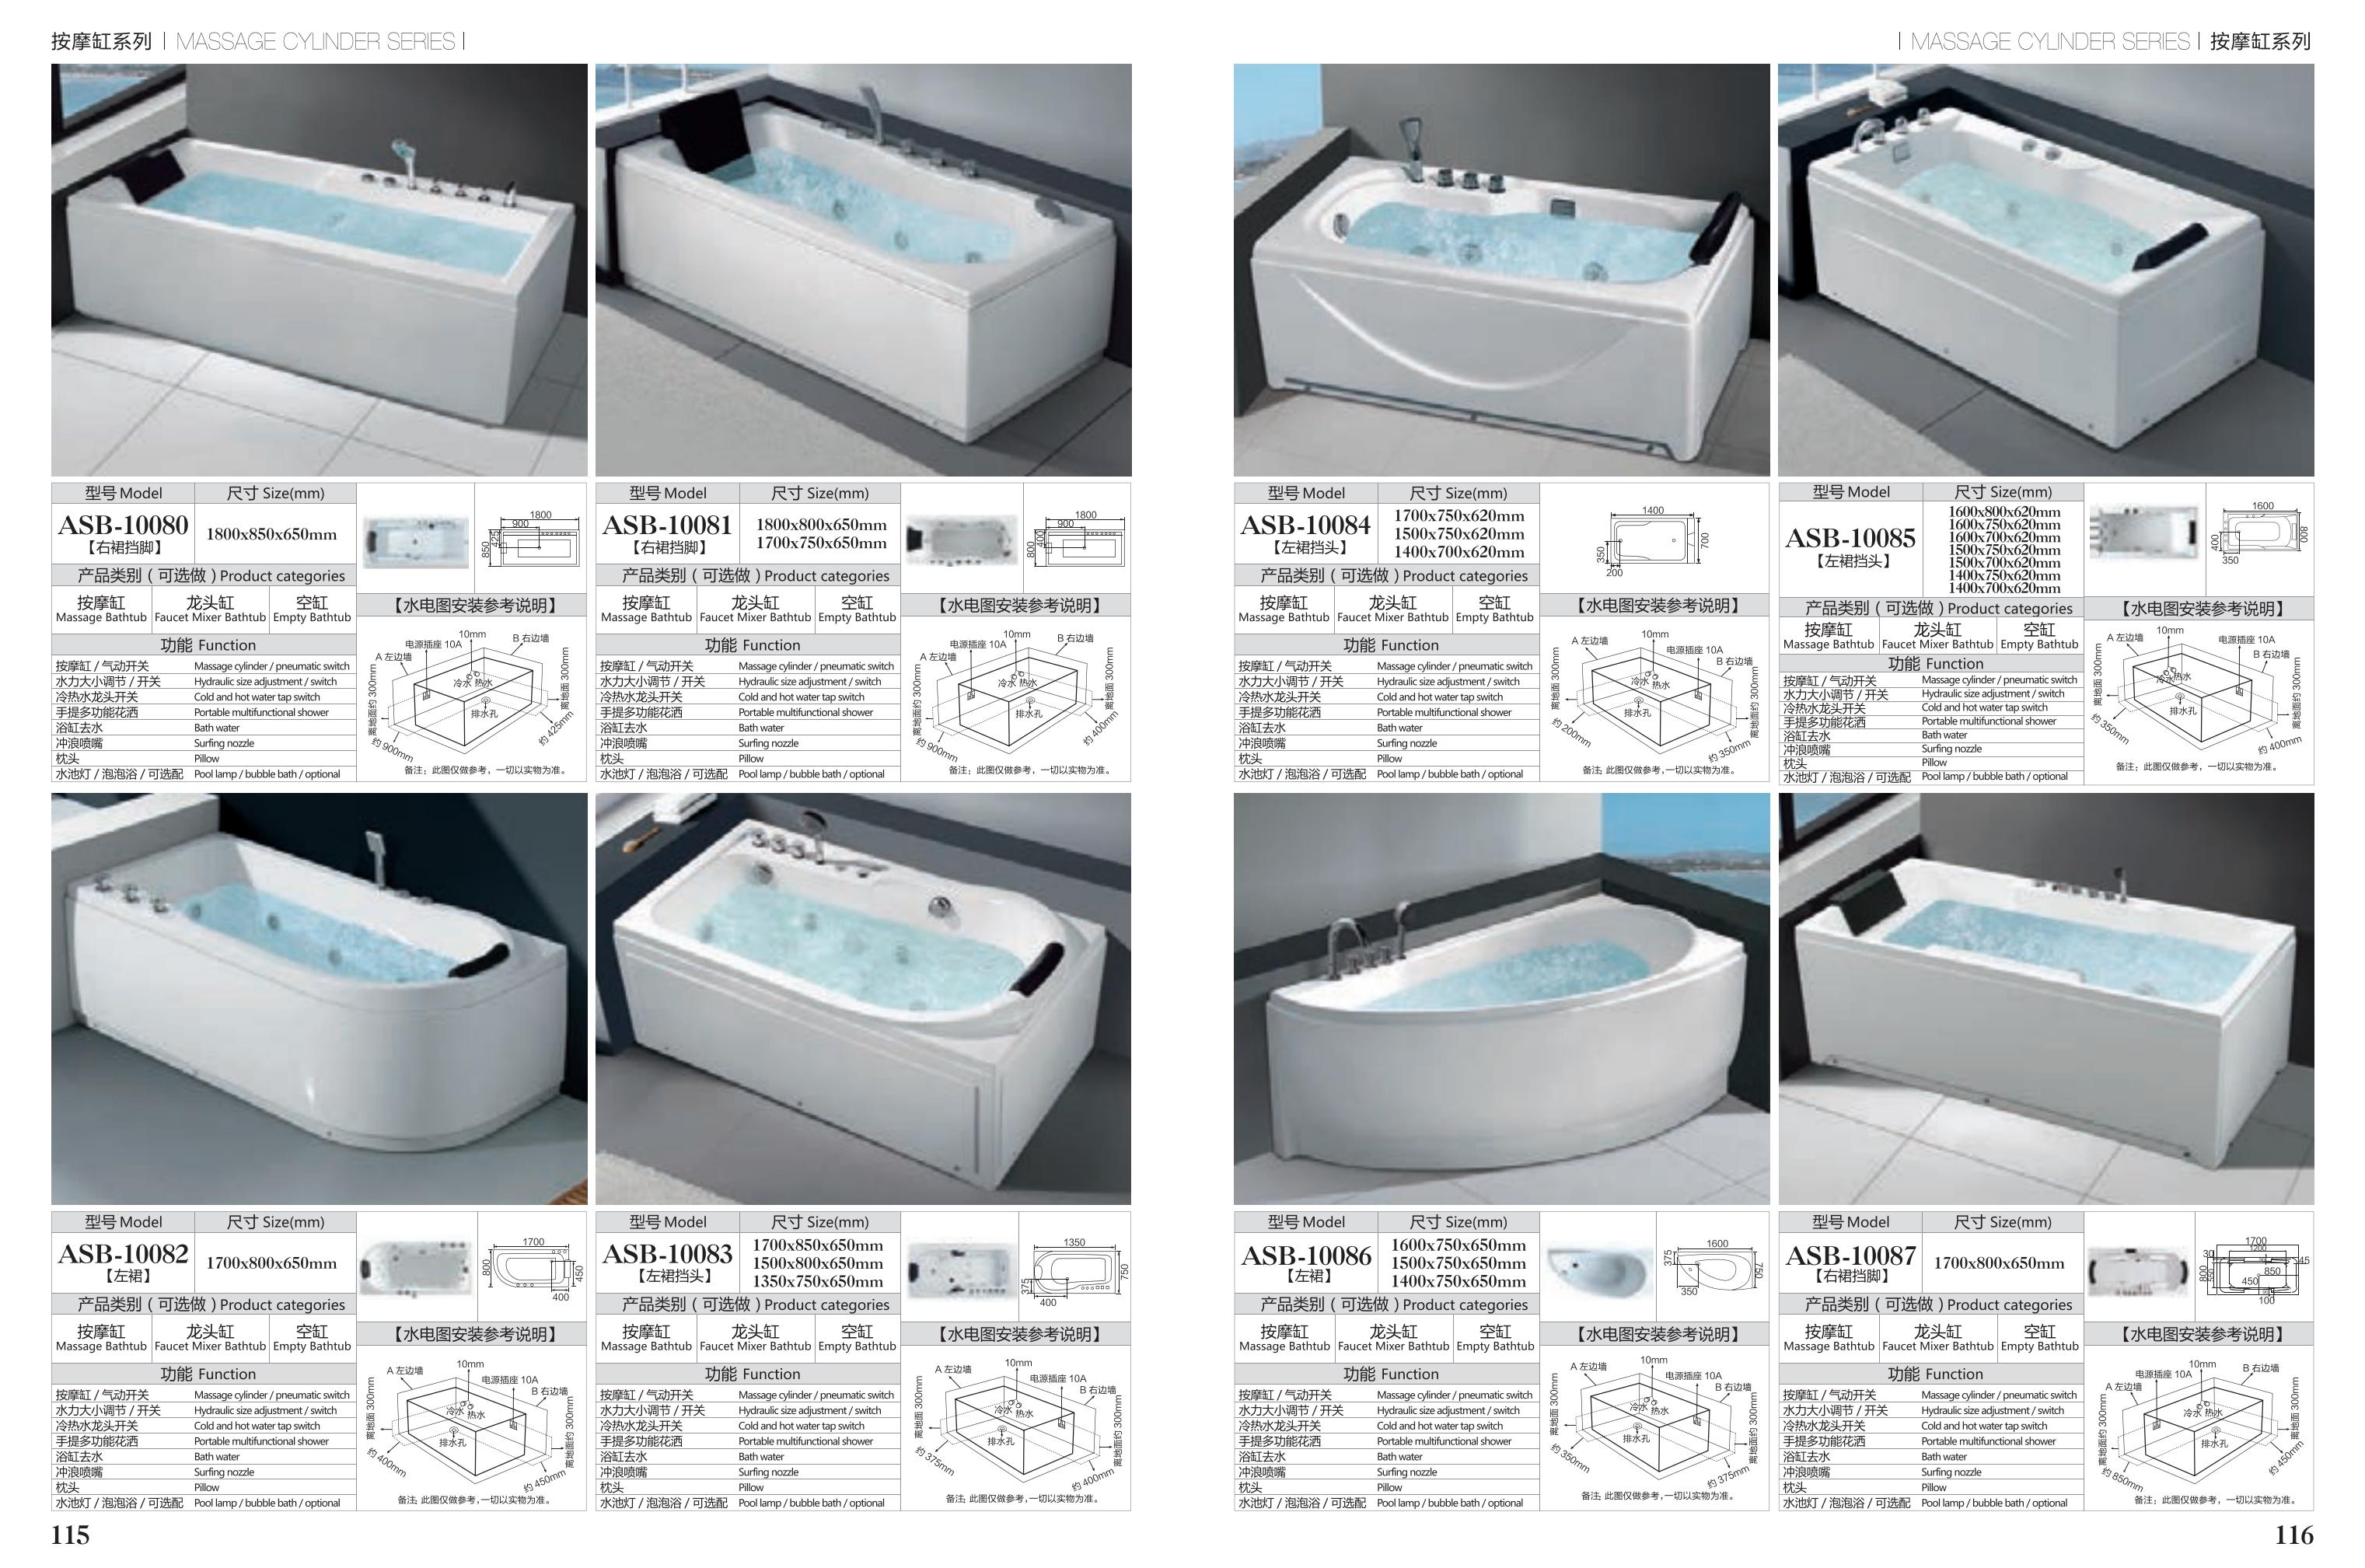 按摩缸系列 | MASSAGE CYLINDER SERIES |
| MASSAGE CYLINDER SERIES | 按摩缸系列
型号 Model 尺寸 Size(mm)
ASB-10080
【右裙挡脚】
1800x850x650mm
1800
900
850
425
产品类别（可选做）Product categories
按摩缸 龙头缸 空缸
Massage Bathtub Faucet Mixer Bathtub Empty Bathtub
功能 Function
按摩缸 / 气动开关 Massage cylinder / pneumatic switch
水力大小调节 / 开关 Hydraulic size adjustment / switch
冷热水龙头开关 Cold and hot water tap switch
手提多功能花洒 Portable multifunctional shower
浴缸去水 Bath water
冲浪喷嘴 Surfing nozzle
枕头 Pillow
水池灯 / 泡泡浴 / 可选配 Pool lamp / bubble bath / optional
【水电图安装参考说明】
10mm
电源插座 10A
B 右边墙
A 左边墙
离地面约 300mm
冷水 热水
离地面 300mm
排水孔
约 900mm
约 425mm
备注：此图仅做参考，一切以实物为准。
型号 Model 尺寸 Size(mm)
ASB-10081
【右裙挡脚】
1800x800x650mm
1700x750x650mm
1800
900
800
400
产品类别（可选做）Product categories
按摩缸 龙头缸 空缸
Massage Bathtub Faucet Mixer Bathtub Empty Bathtub
功能 Function
按摩缸 / 气动开关 Massage cylinder / pneumatic switch
水力大小调节 / 开关 Hydraulic size adjustment / switch
冷热水龙头开关 Cold and hot water tap switch
手提多功能花洒 Portable multifunctional shower
浴缸去水 Bath water
冲浪喷嘴 Surfing nozzle
枕头 Pillow
水池灯 / 泡泡浴 / 可选配 Pool lamp / bubble bath / optional
【水电图安装参考说明】
10mm
电源插座 10A
B 右边墙
A 左边墙
离地面约 300mm
冷水 热水
离地面 300mm
排水孔
约 900mm
约 400mm
备注：此图仅做参考，一切以实物为准。
型号 Model 尺寸 Size(mm)
ASB-10084
【左裙挡头】
1700x750x620mm
1500x750x620mm
1400x700x620mm
1400
700
350
200
产品类别（可选做）Product categories
按摩缸 龙头缸 空缸
Massage Bathtub Faucet Mixer Bathtub Empty Bathtub
功能 Function
按摩缸 / 气动开关 Massage cylinder / pneumatic switch
水力大小调节 / 开关 Hydraulic size adjustment / switch
冷热水龙头开关 Cold and hot water tap switch
手提多功能花洒 Portable multifunctional shower
浴缸去水 Bath water
冲浪喷嘴 Surfing nozzle
枕头 Pillow
水池灯 / 泡泡浴 / 可选配 Pool lamp / bubble bath / optional
【水电图安装参考说明】
10mm
A 左边墙
电源插座 10A
B 右边墙
离地面 300mm
冷水 热水
离地面约 300mm
排水孔
约 200mm
约 350mm
备注：此图仅做参考，一切以实物为准。
型号 Model 尺寸 Size(mm)
ASB-10085
【左裙挡头】
1600x800x620mm
1600x750x620mm
1600x700x620mm
1500x750x620mm
1500x700x620mm
1400x750x620mm
1400x700x620mm
1600
800
400
350
产品类别（可选做）Product categories
按摩缸 龙头缸 空缸
Massage Bathtub Faucet Mixer Bathtub Empty Bathtub
功能 Function
按摩缸 / 气动开关 Massage cylinder / pneumatic switch
水力大小调节 / 开关 Hydraulic size adjustment / switch
冷热水龙头开关 Cold and hot water tap switch
手提多功能花洒 Portable multifunctional shower
浴缸去水 Bath water
冲浪喷嘴 Surfing nozzle
枕头 Pillow
水池灯 / 泡泡浴 / 可选配 Pool lamp / bubble bath / optional
【水电图安装参考说明】
10mm
A 左边墙
电源插座 10A
B 右边墙
离地面 300mm
冷水 热水
离地面约 300mm
排水孔
约 350mm
约 400mm
备注：此图仅做参考，一切以实物为准。
型号 Model 尺寸 Size(mm)
ASB-10082
【左裙】
1700x800x650mm
1700
800
450
400
产品类别（可选做）Product categories
按摩缸 龙头缸 空缸
Massage Bathtub Faucet Mixer Bathtub Empty Bathtub
功能 Function
按摩缸 / 气动开关 Massage cylinder / pneumatic switch
水力大小调节 / 开关 Hydraulic size adjustment / switch
冷热水龙头开关 Cold and hot water tap switch
手提多功能花洒 Portable multifunctional shower
浴缸去水 Bath water
冲浪喷嘴 Surfing nozzle
枕头 Pillow
水池灯 / 泡泡浴 / 可选配 Pool lamp / bubble bath / optional
【水电图安装参考说明】
10mm
A 左边墙
电源插座 10A
B 右边墙
离地面 300mm
冷水 热水
离地面约 300mm
排水孔
约 400mm
约 450mm
备注：此图仅做参考，一切以实物为准。
型号 Model 尺寸 Size(mm)
ASB-10083
【左裙挡头】
1700x850x650mm
1500x800x650mm
1350x750x650mm
1350
750
375
400
产品类别（可选做）Product categories
按摩缸 龙头缸 空缸
Massage Bathtub Faucet Mixer Bathtub Empty Bathtub
功能 Function
按摩缸 / 气动开关 Massage cylinder / pneumatic switch
水力大小调节 / 开关 Hydraulic size adjustment / switch
冷热水龙头开关 Cold and hot water tap switch
手提多功能花洒 Portable multifunctional shower
浴缸去水 Bath water
冲浪喷嘴 Surfing nozzle
枕头 Pillow
水池灯 / 泡泡浴 / 可选配 Pool lamp / bubble bath / optional
【水电图安装参考说明】
10mm
A 左边墙
电源插座 10A
B 右边墙
离地面 300mm
冷水 热水
离地面约 300mm
排水孔
约 375mm
约 400mm
备注：此图仅做参考，一切以实物为准。
型号 Model 尺寸 Size(mm)
ASB-10086
【左裙】
1600x750x650mm
1500x750x650mm
1400x750x650mm
1600
375
750
350
产品类别（可选做）Product categories
按摩缸 龙头缸 空缸
Massage Bathtub Faucet Mixer Bathtub Empty Bathtub
功能 Function
按摩缸 / 气动开关 Massage cylinder / pneumatic switch
水力大小调节 / 开关 Hydraulic size adjustment / switch
冷热水龙头开关 Cold and hot water tap switch
手提多功能花洒 Portable multifunctional shower
浴缸去水 Bath water
冲浪喷嘴 Surfing nozzle
枕头 Pillow
水池灯 / 泡泡浴 / 可选配 Pool lamp / bubble bath / optional
【水电图安装参考说明】
10mm
A 左边墙
电源插座 10A
B 右边墙
离地面 300mm
冷水 热水
离地面约 300mm
排水孔
约 350mm
约 375mm
备注：此图仅做参考，一切以实物为准。
型号 Model 尺寸 Size(mm)
ASB-10087
【右裙挡脚】
1700x800x650mm
1700
1200
30
45
800
850
450
100
产品类别（可选做）Product categories
按摩缸 龙头缸 空缸
Massage Bathtub Faucet Mixer Bathtub Empty Bathtub
功能 Function
按摩缸 / 气动开关 Massage cylinder / pneumatic switch
水力大小调节 / 开关 Hydraulic size adjustment / switch
冷热水龙头开关 Cold and hot water tap switch
手提多功能花洒 Portable multifunctional shower
浴缸去水 Bath water
冲浪喷嘴 Surfing nozzle
枕头 Pillow
水池灯 / 泡泡浴 / 可选配 Pool lamp / bubble bath / optional
【水电图安装参考说明】
10mm
电源插座 10A
B 右边墙
A 左边墙
离地面约 300mm
冷水 热水
离地面 300mm
排水孔
约 850mm
约 450mm
备注：此图仅做参考，一切以实物为准。
115
116